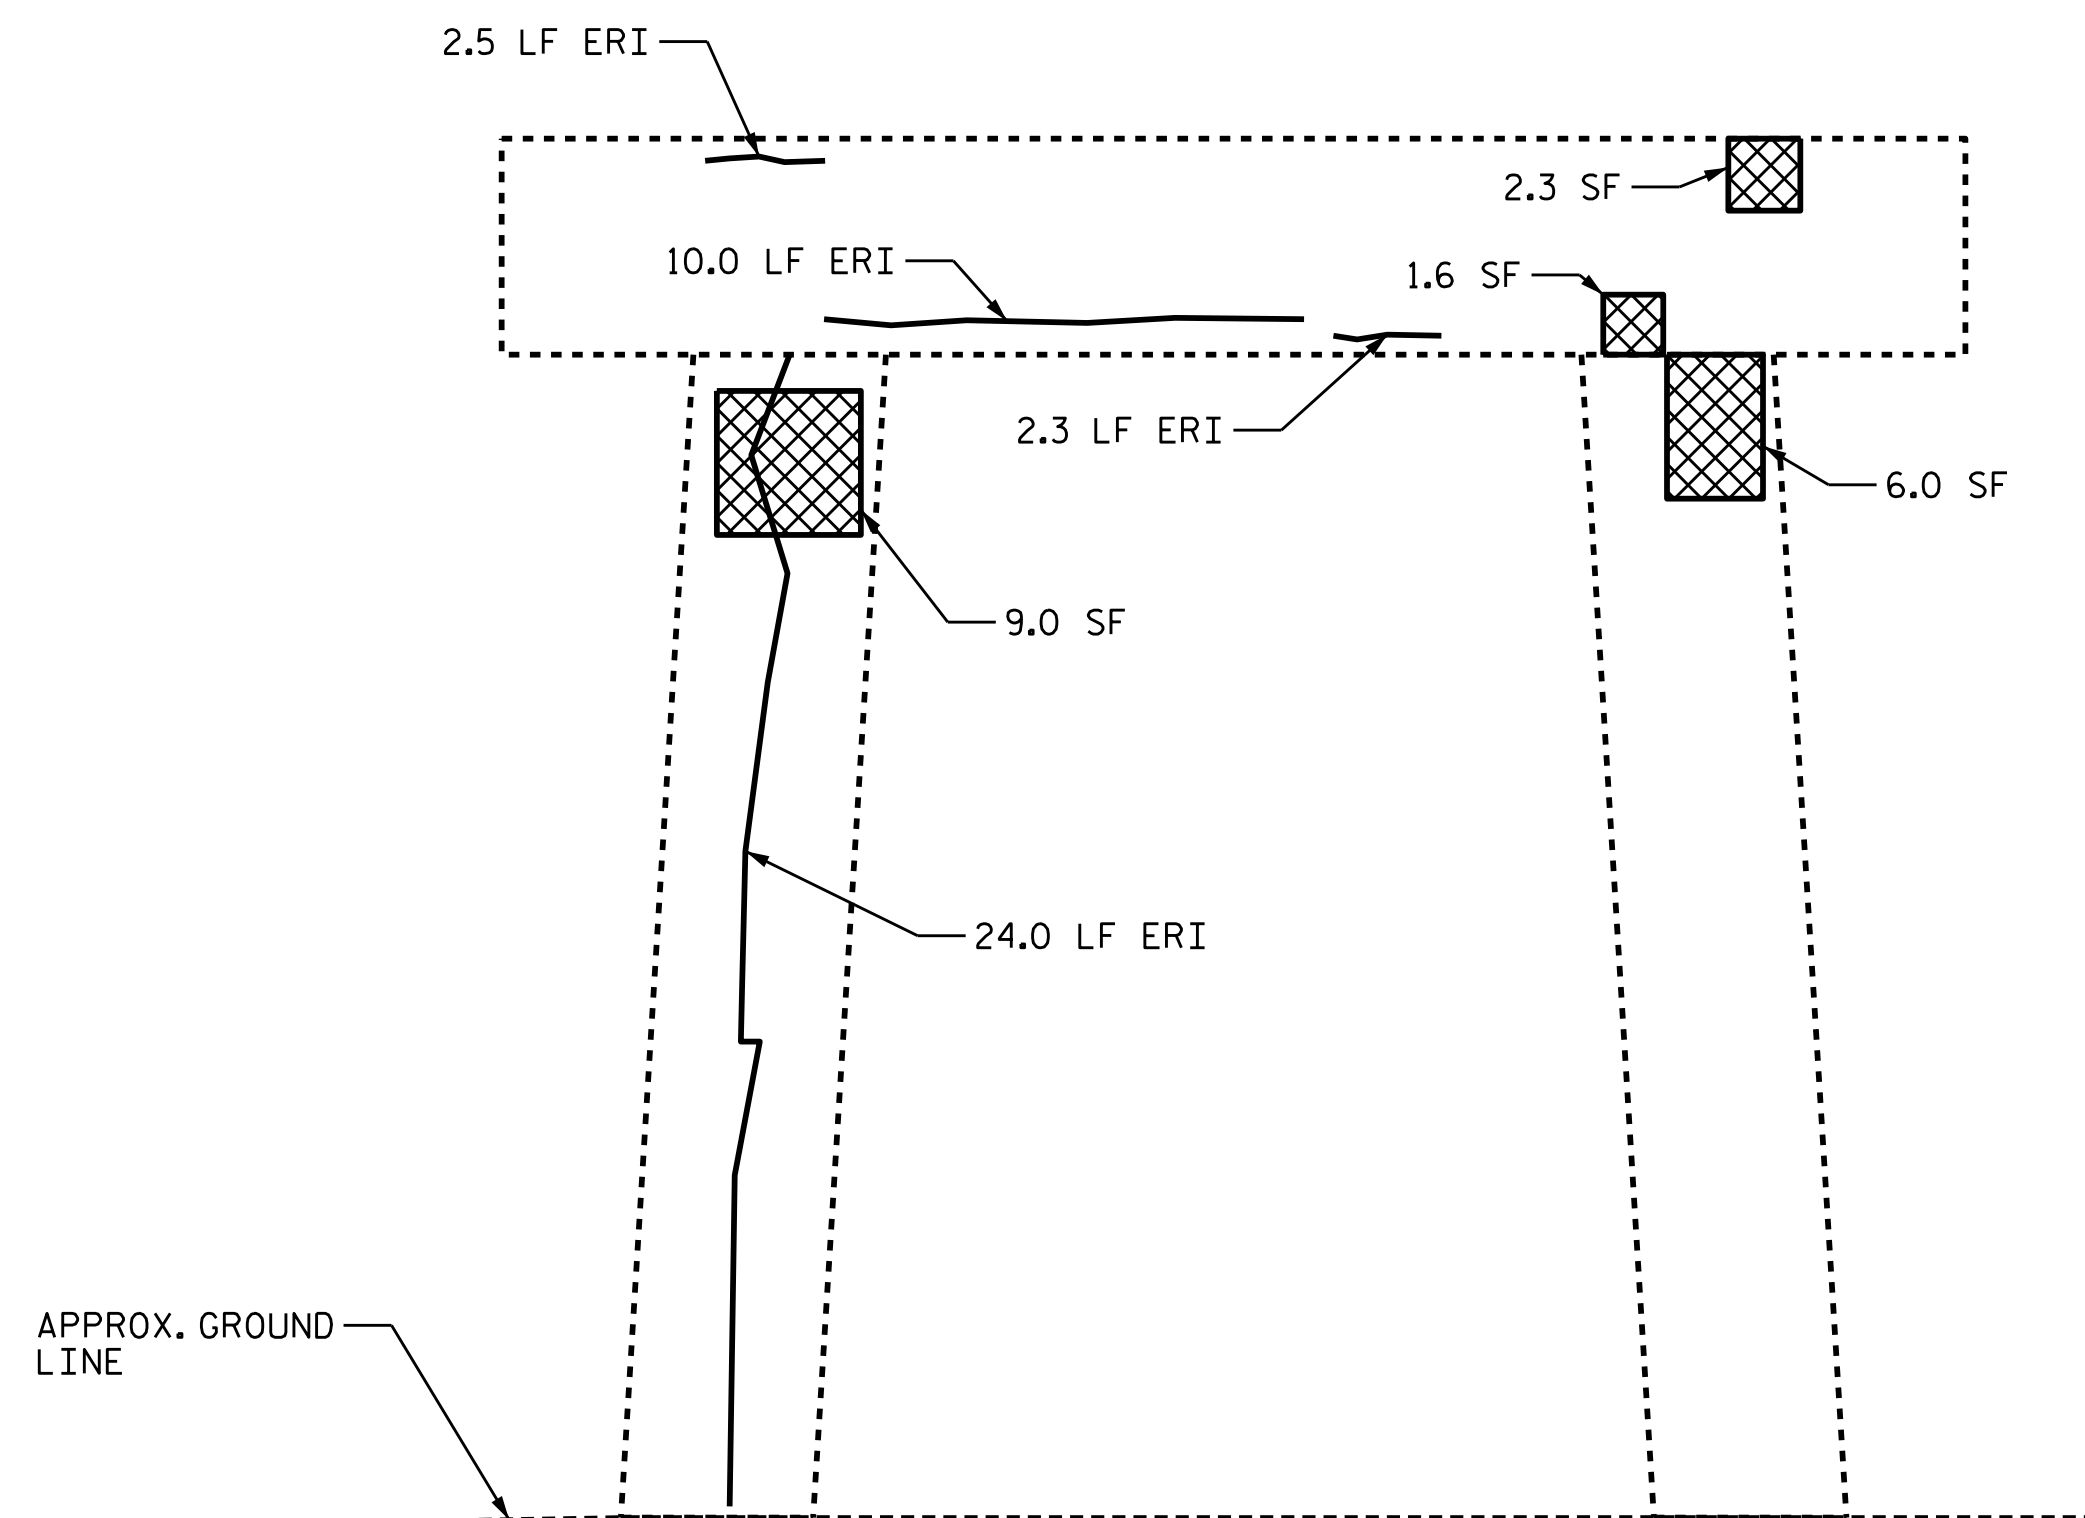 2.5 LF ERI
2.3 SF
10.0 LF ERI
1.6 SF
2.3 LF ERI
6.0 SF
9.0 SF
24.0 LF ERI
APPROX. GROUND
LINE